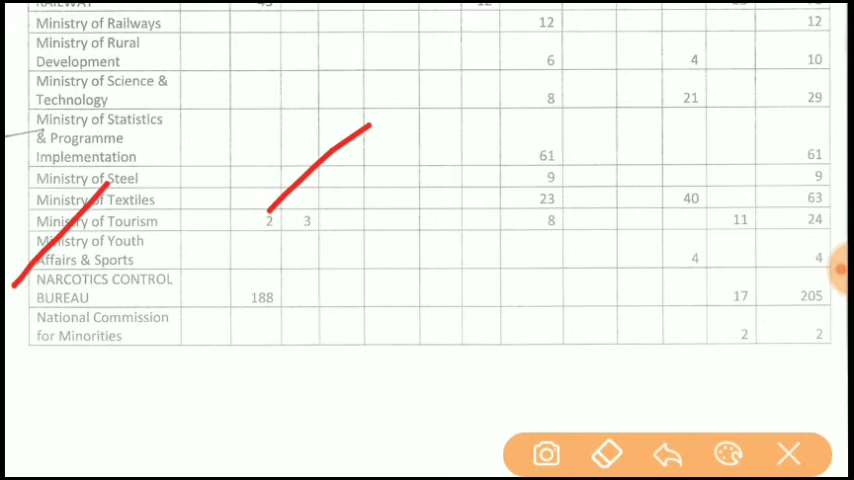 Ministry of Railways 12 12
Ministry of Rural
Development 6 4 10
Ministry of Science &
Technology 8 21 29
Ministry of Statistics
& Programme
Implementation 61 61
Ministry of Steel 9 9
Ministry of Textiles 23 40 63
Ministry of Tourism 2 3 8 11 24
Ministry of Youth
Affairs & Sports 4 4
NARCOTICS CONTROL
BUREAU 188 17 205
National Commission
for Minorities 2 2